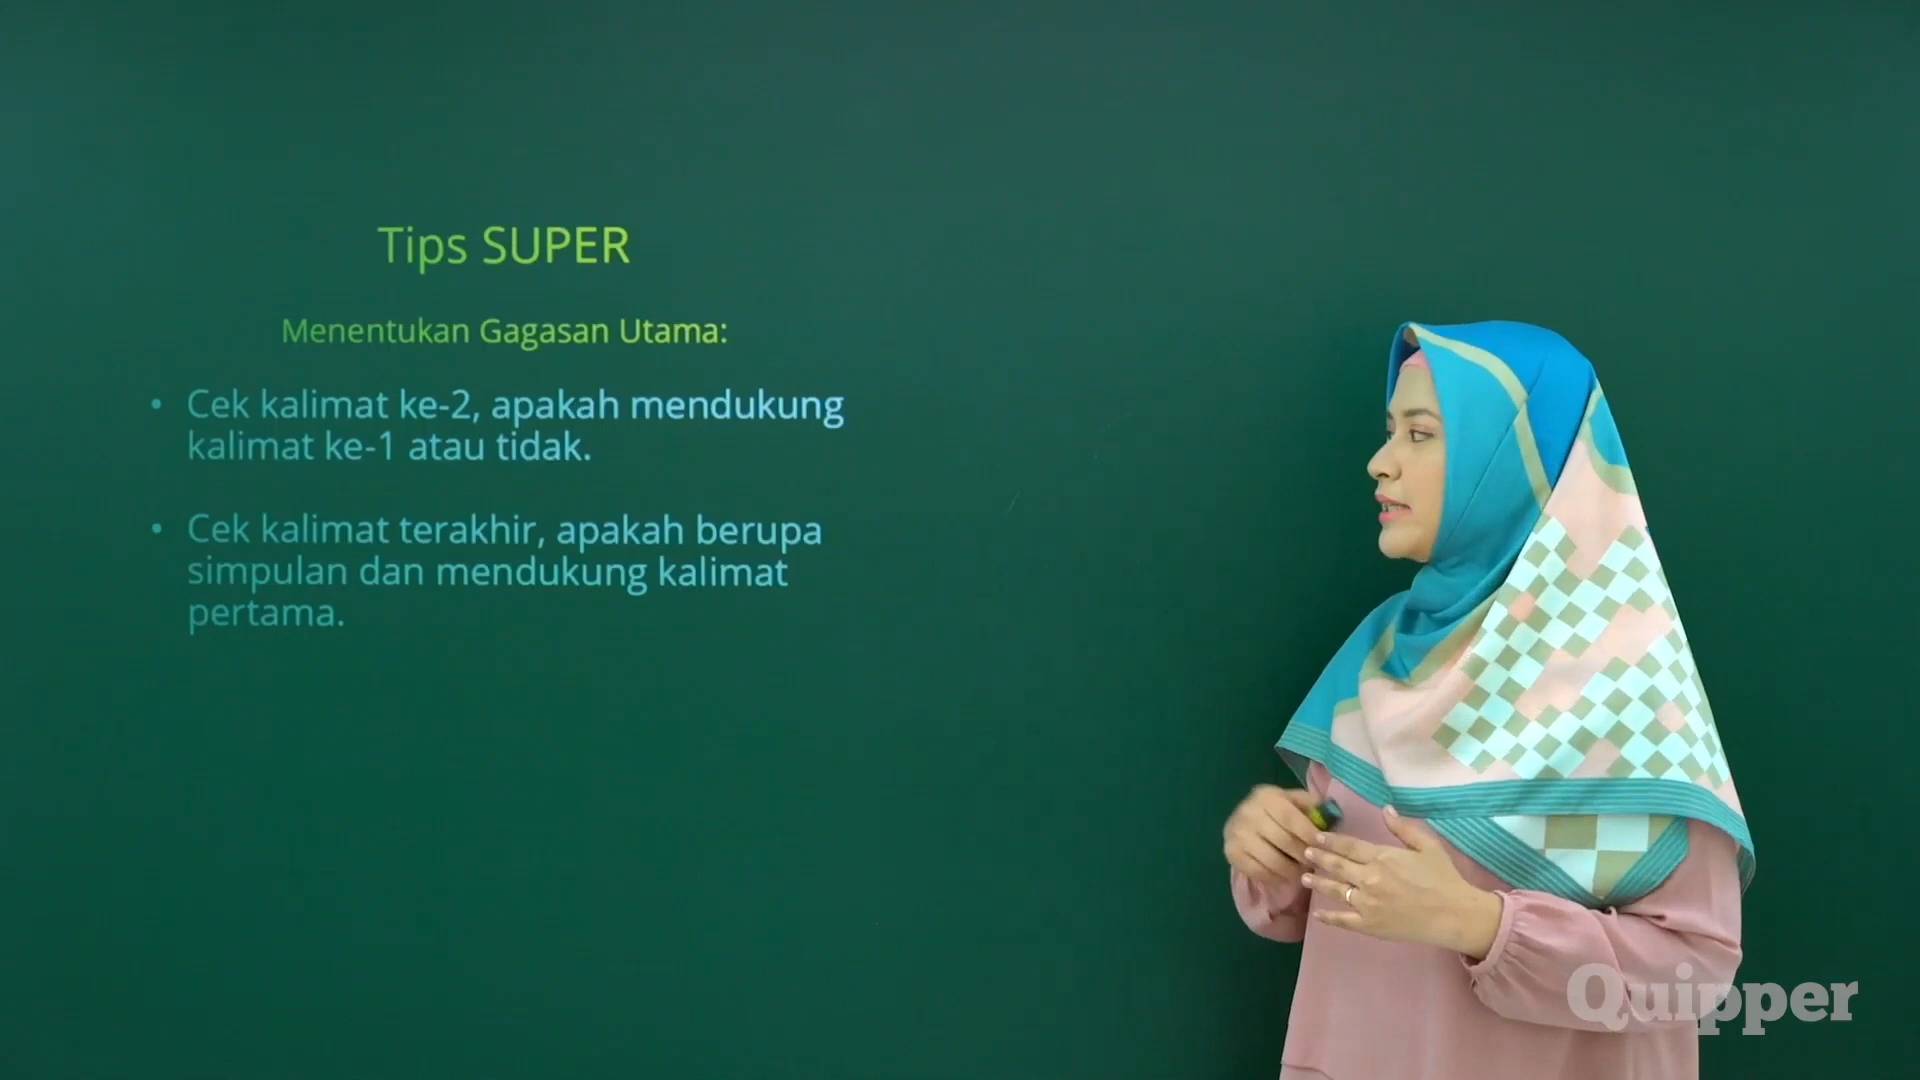 Tips SUPER
Menentukan Gagasan Utama:
• Cek kalimat ke-2, apakah mendukung
kalimat ke-1 atau tidak.
• Cek kalimat terakhir, apakah berupa
simpulan dan mendukung kalimat
pertama.
Quipper